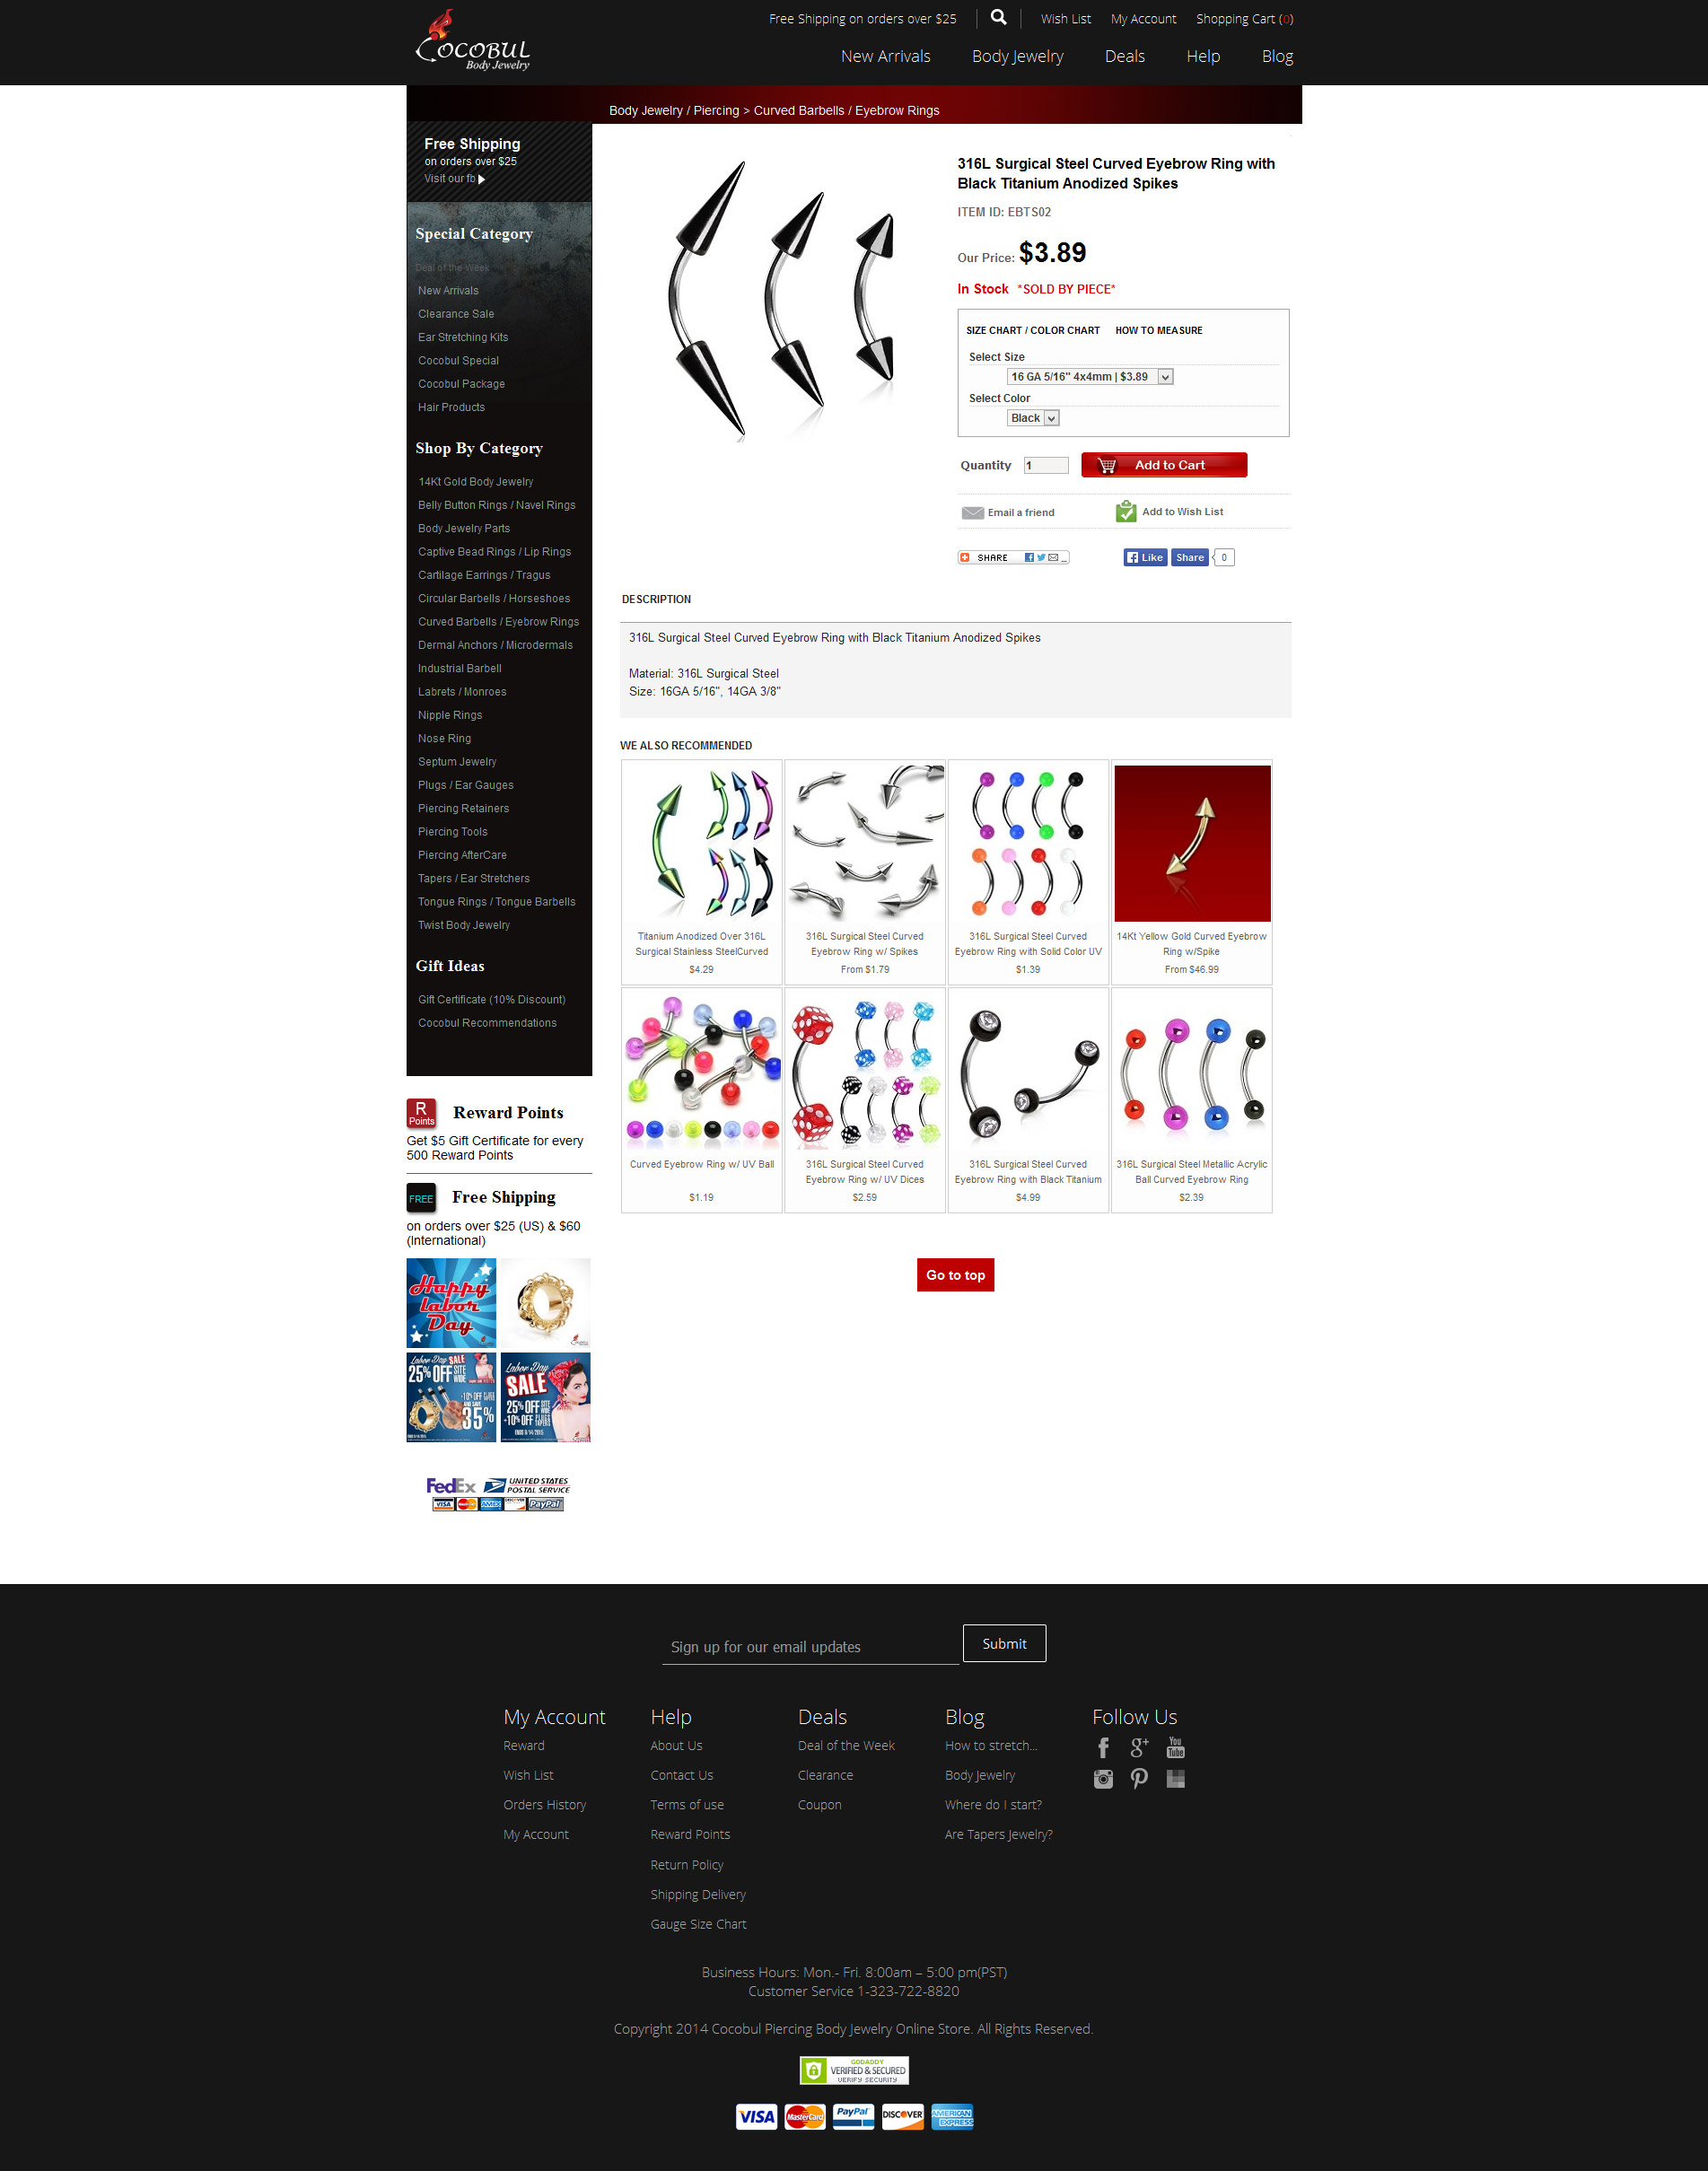 COCOBUL
Body Jewelry
Free Shipping on orders over $25
Wish List
My Account
Shopping Cart (0)
New Arrivals
Body Jewelry
Deals
Help
Blog
Body Jewelry / Piercing > Curved Barbells / Eyebrow Rings
Free Shipping
on orders over $25
Visit our fb
Special Category
Deal of the Week
New Arrivals
Clearance Sale
Ear Stretching Kits
Cocobul Special
Cocobul Package
Hair Products
Shop By Category
14Kt Gold Body Jewelry
Belly Button Rings / Navel Rings
Body Jewelry Parts
Captive Bead Rings / Lip Rings
Cartilage Earrings / Tragus
Circular Barbells / Horseshoes
Curved Barbells / Eyebrow Rings
Dermal Anchors / Microdermals
Industrial Barbell
Labrets / Monroes
Nipple Rings
Nose Ring
Septum Jewelry
Plugs / Ear Gauges
Piercing Retainers
Piercing Tools
Piercing AfterCare
Tapers / Ear Stretchers
Tongue Rings / Tongue Barbells
Twist Body Jewelry
Gift Ideas
Gift Certificate (10% Discount)
Cocobul Recommendations
R
Points
Reward Points
Get $5 Gift Certificate for every
500 Reward Points
FREE
Free Shipping
on orders over $25 (US) & $60
(International)
Happy
Labor
Day
Labor Day SALE
25% OFF SITE
WIDE
35%
Labor Day
SALE
25% OFF
+10% OFF
FedEx
UNITED STATES
POSTAL SERVICE
VISA
AMEX
PayPal
316L Surgical Steel Curved Eyebrow Ring with
Black Titanium Anodized Spikes
ITEM ID: EBTS02
Our Price: $3.89
In Stock *SOLD BY PIECE*
SIZE CHART / COLOR CHART
HOW TO MEASURE
Select Size
16 GA 5/16" 4x4mm | $3.89
Select Color
Black
Quantity
1
Add to Cart
Email a friend
Add to Wish List
SHARE
Like
Share
0
DESCRIPTION
316L Surgical Steel Curved Eyebrow Ring with Black Titanium Anodized Spikes
Material: 316L Surgical Steel
Size: 16GA 5/16", 14GA 3/8"
WE ALSO RECOMMENDED
Titanium Anodized Over 316L
Surgical Stainless SteelCurved
$4.29
316L Surgical Steel Curved
Eyebrow Ring w/ Spikes
From $1.79
316L Surgical Steel Curved
Eyebrow Ring with Solid Color UV
$1.39
14Kt Yellow Gold Curved Eyebrow
Ring w/Spike
From $46.99
Curved Eyebrow Ring w/ UV Ball
$1.19
316L Surgical Steel Curved
Eyebrow Ring w/ UV Dices
$2.59
316L Surgical Steel Curved
Eyebrow Ring with Black Titanium
$4.99
316L Surgical Steel Metallic Acrylic
Ball Curved Eyebrow Ring
$2.39
Go to top
Sign up for our email updates
Submit
My Account
Reward
Wish List
Orders History
My Account
Help
About Us
Contact Us
Terms of use
Reward Points
Return Policy
Shipping Delivery
Gauge Size Chart
Deals
Deal of the Week
Clearance
Coupon
Blog
How to stretch...
Body Jewelry
Where do I start?
Are Tapers Jewelry?
Follow Us
You
Tube
Business Hours: Mon.- Fri. 8:00am – 5:00 pm(PST)
Customer Service 1-323-722-8820
Copyright 2014 Cocobul Piercing Body Jewelry Online Store. All Rights Reserved.
GODADDY
VERIFIED & SECURED
VERIFY SECURITY
VISA
MasterCard
PayPal
DISCOVER
AMERICAN
EXPRESS